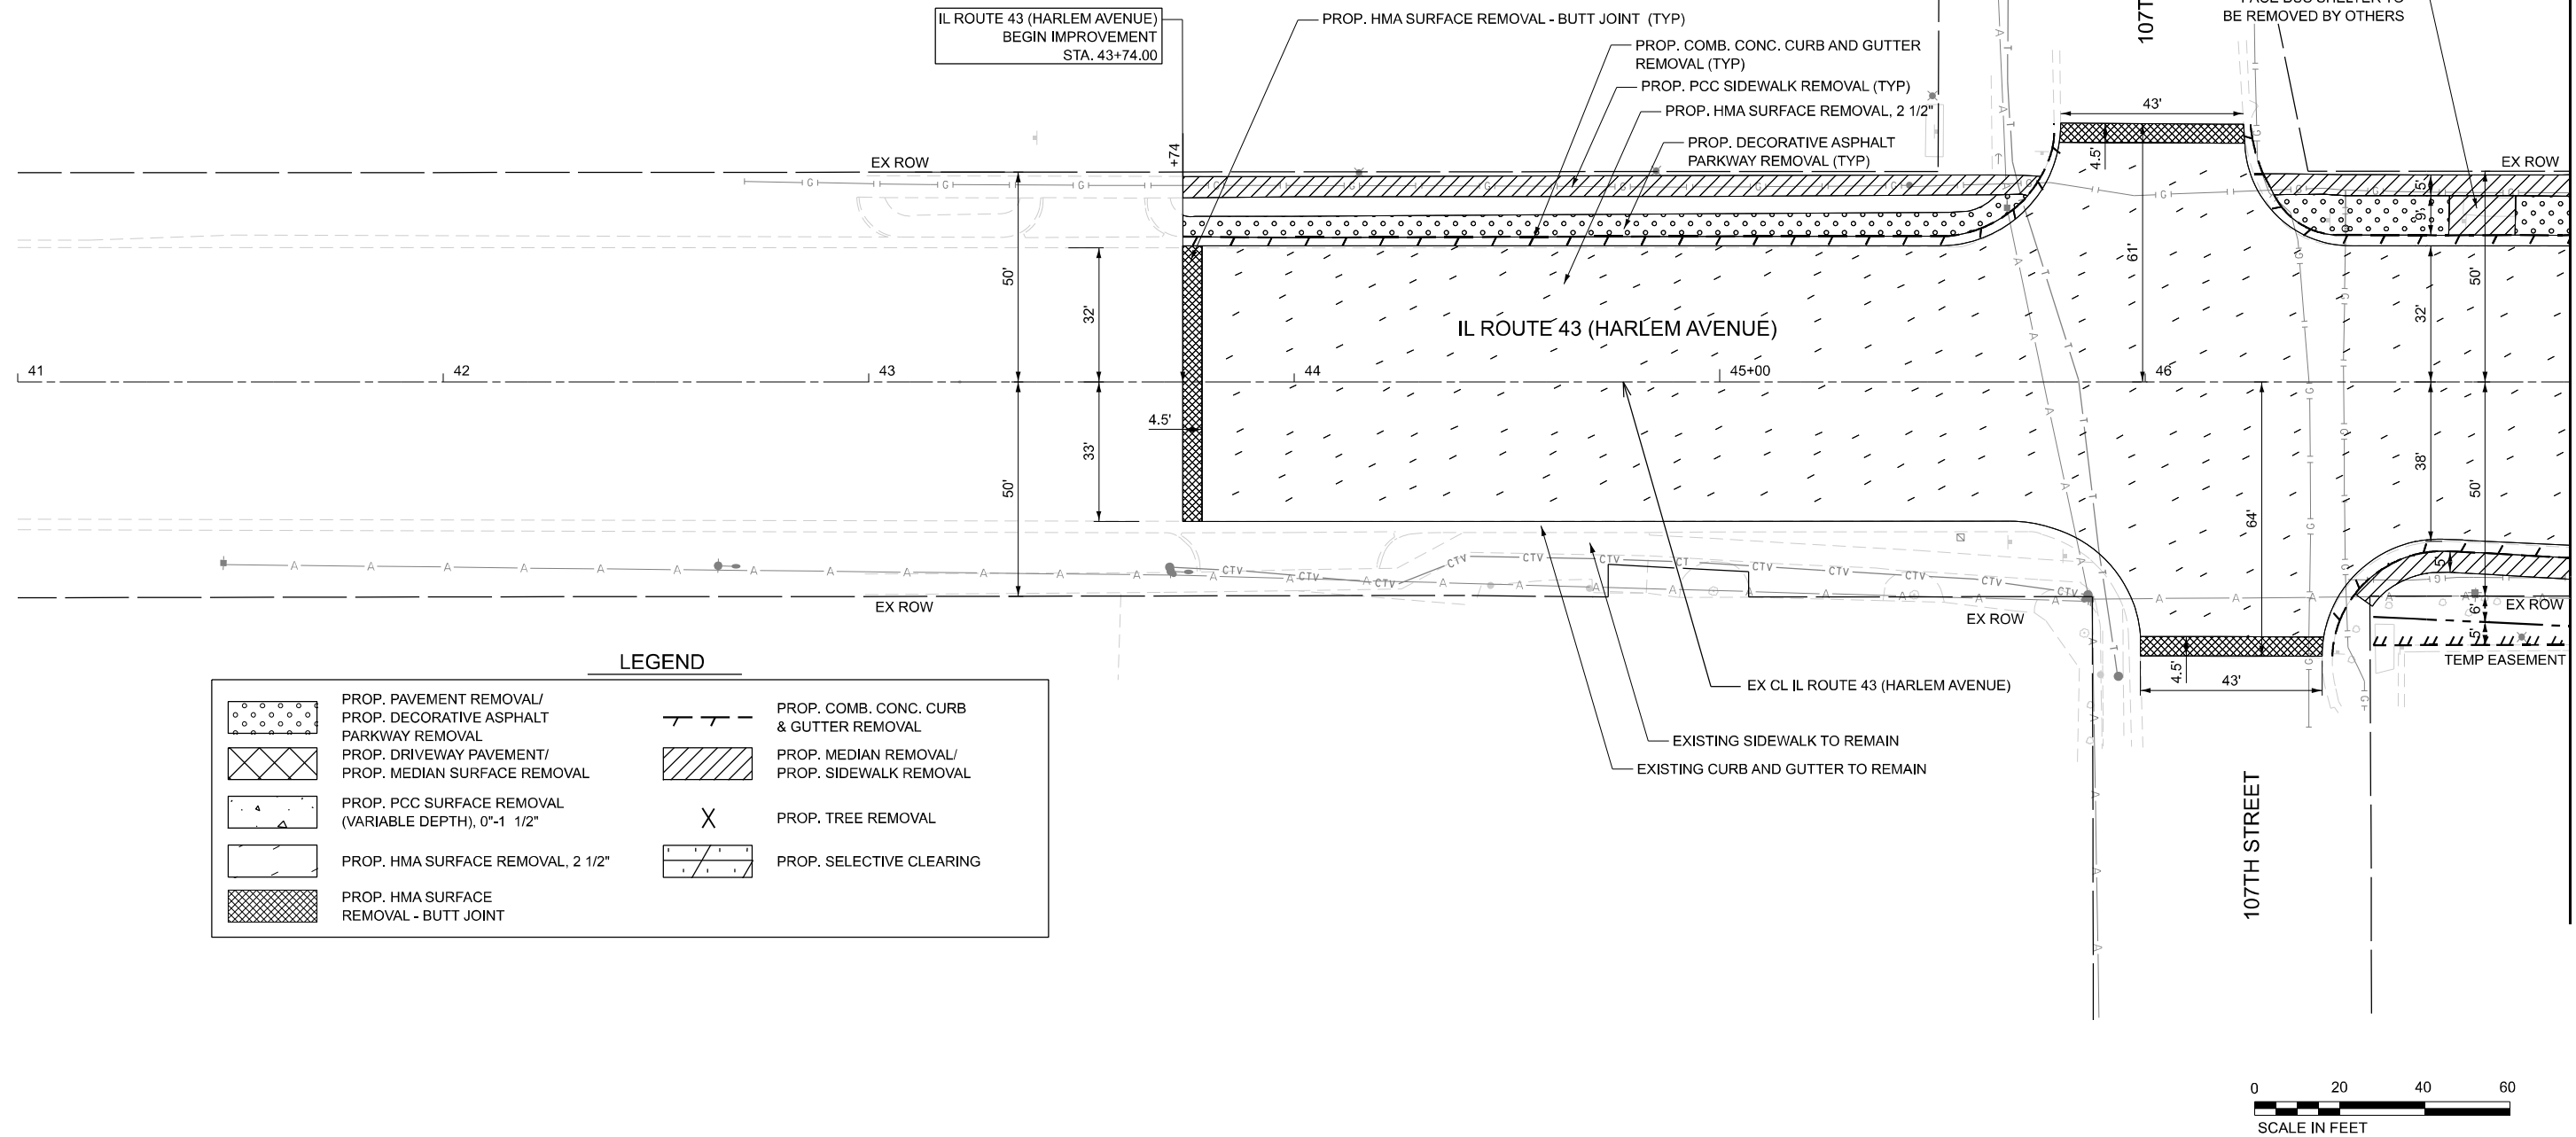 IL ROUTE 43 (HARLEM AVENUE)
BEGIN IMPROVEMENT
STA. 43+74.00
PROP. HMA SURFACE REMOVAL - BUTT JOINT (TYP)
PROP. COMB. CONC. CURB AND GUTTER
REMOVAL (TYP)
PROP. PCC SIDEWALK REMOVAL (TYP)
PROP. HMA SURFACE REMOVAL, 2 1/2"
PROP. DECORATIVE ASPHALT
PARKWAY REMOVAL (TYP)
BE REMOVED BY OTHERS
43'
4.5'
61'
+74
EX ROW
EX ROW
50'
32'
5'
9'
50'
32'
IL ROUTE 43 (HARLEM AVENUE)
41
42
43
44
45+00
46
4.5'
33'
50'
38'
50'
64'
5'
6'
5'
EX ROW
EX ROW
EX ROW
TEMP EASEMENT
4.5'
43'
EX CL IL ROUTE 43 (HARLEM AVENUE)
EXISTING SIDEWALK TO REMAIN
EXISTING CURB AND GUTTER TO REMAIN
107TH STREET
LEGEND
PROP. PAVEMENT REMOVAL/
PROP. DECORATIVE ASPHALT
PARKWAY REMOVAL
PROP. DRIVEWAY PAVEMENT/
PROP. MEDIAN SURFACE REMOVAL
PROP. PCC SURFACE REMOVAL
(VARIABLE DEPTH), 0"-1 1/2"
PROP. HMA SURFACE REMOVAL, 2 1/2"
PROP. HMA SURFACE
REMOVAL - BUTT JOINT
PROP. COMB. CONC. CURB
& GUTTER REMOVAL
PROP. MEDIAN REMOVAL/
PROP. SIDEWALK REMOVAL
PROP. TREE REMOVAL
PROP. SELECTIVE CLEARING
0 20 40 60
SCALE IN FEET